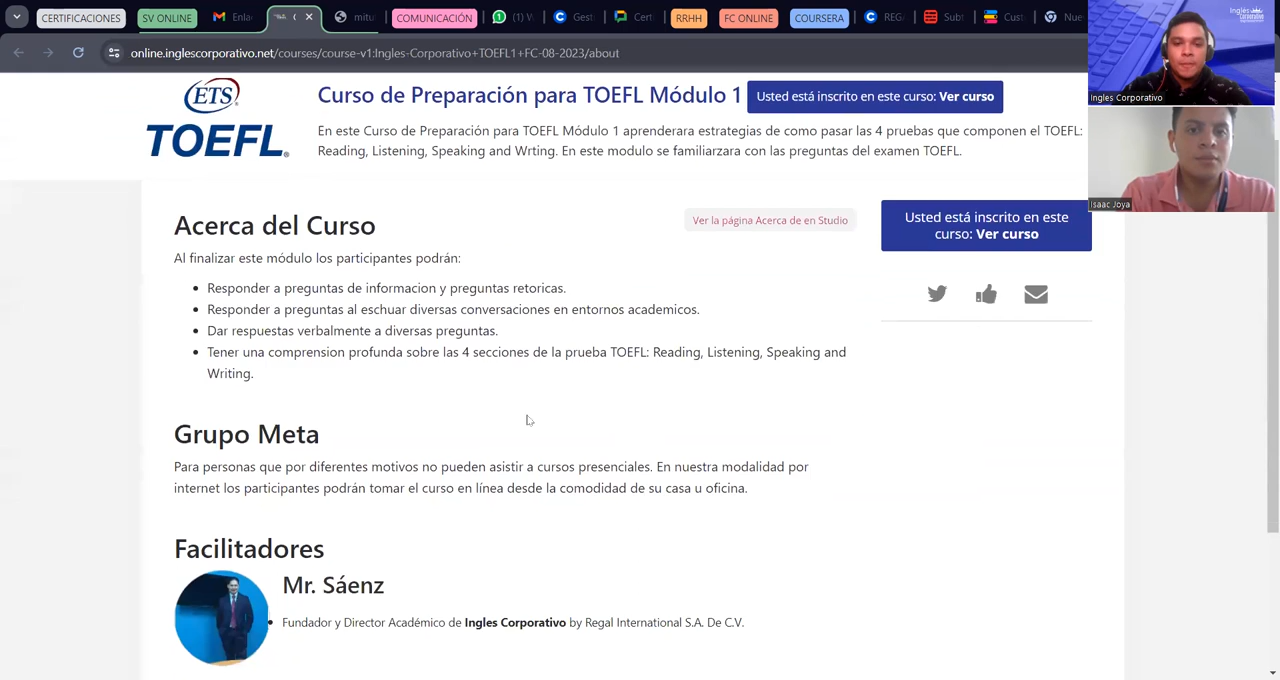 CERTIFICACIONES
SV ONLINE
Enla
COMUNICACIÓN
RRHH
FC ONLINE
COURSERA
online.inglescorporativo.net/courses/course-v1:Ingles-Corporativo+TOEFL1+FC-08-2023/about
Ingles Corporativo
Isaac Joya
ETS
TOEFL.
Curso de Preparación para TOEFL Módulo 1
Usted está inscrito en este curso: Ver curso
En este Curso de Preparación para TOEFL Módulo 1 aprenderara estrategias de como pasar las 4 pruebas que componen el TOEFL:
Reading, Listening, Speaking and Wrting. En este modulo se familiarzara con las preguntas del examen TOEFL.
Acerca del Curso
Ver la página Acerca de en Studio
Usted está inscrito en este
curso: Ver curso
Al finalizar este módulo los participantes podrán:
Responder a preguntas de informacion y preguntas retoricas.
Responder a preguntas al eschuar diversas conversaciones en entornos academicos.
Dar respuestas verbalmente a diversas preguntas.
Tener una comprension profunda sobre las 4 secciones de la prueba TOEFL: Reading, Listening, Speaking and
Writing.
Grupo Meta
Para personas que por diferentes motivos no pueden asistir a cursos presenciales. En nuestra modalidad por
internet los participantes podrán tomar el curso en línea desde la comodidad de su casa u oficina.
Facilitadores
Mr. Sáenz
Fundador y Director Académico de Ingles Corporativo by Regal International S.A. De C.V.